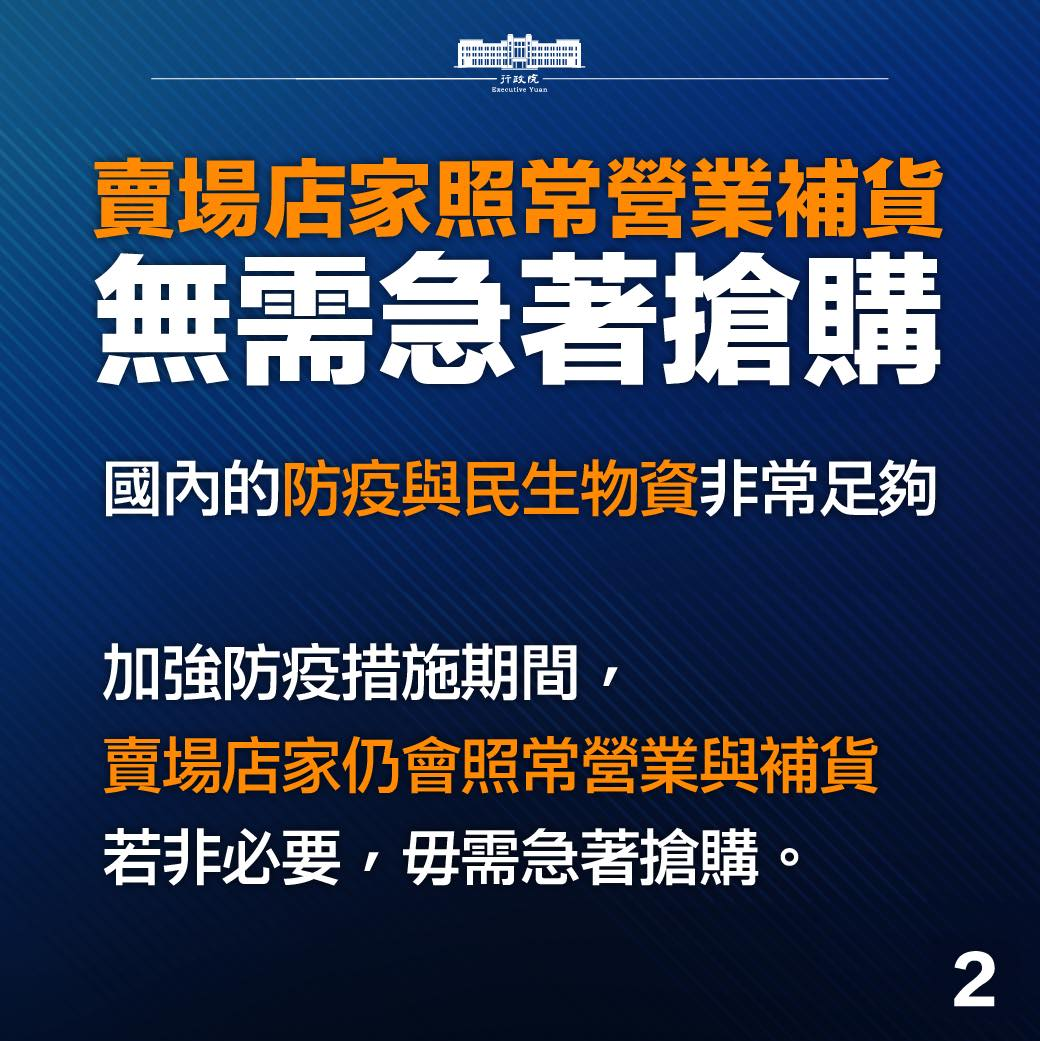 行政院
Executive Yuan
賣場店家照常營業補貨
無需急著搶購
國內的防疫與民生物資非常足夠
加強防疫措施期間，
賣場店家仍會照常營業與補貨
若非必要，毋需急著搶購。
2